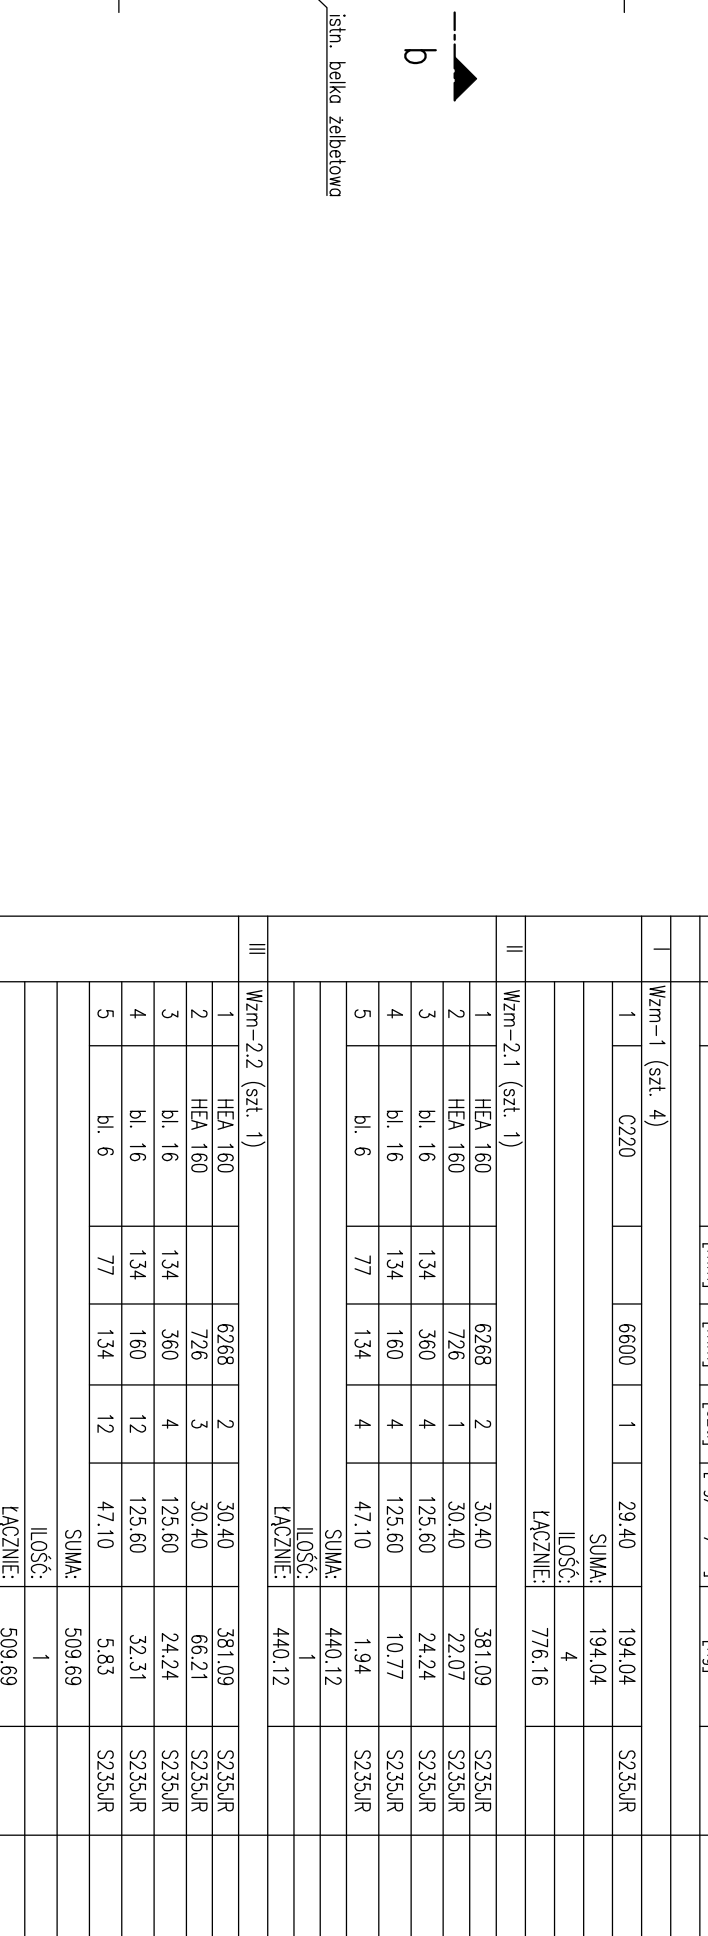 b
istn. belka żelbetowa
I Wzm-1 (szt. 4)
1 C220 6600 1 29.40 194.04 S235JR
SUMA: 194.04
ILOŚĆ: 4
ŁĄCZNIE: 776.16
II Wzm-2.1 (szt. 1)
1 HEA 160 6268 2 30.40 381.09 S235JR
2 HEA 160 726 1 30.40 22.07 S235JR
3 bl. 16 134 360 4 125.60 24.24 S235JR
4 bl. 16 134 160 4 125.60 10.77 S235JR
5 bl. 6 77 134 4 47.10 1.94 S235JR
SUMA: 440.12
ILOŚĆ: 1
ŁĄCZNIE: 440.12
III Wzm-2.2 (szt. 1)
1 HEA 160 6268 2 30.40 381.09 S235JR
2 HEA 160 726 3 30.40 66.21 S235JR
3 bl. 16 134 360 4 125.60 24.24 S235JR
4 bl. 16 134 160 12 125.60 32.31 S235JR
5 bl. 6 77 134 12 47.10 5.83 S235JR
SUMA: 509.69
ILOŚĆ: 1
ŁĄCZNIE: 509.69